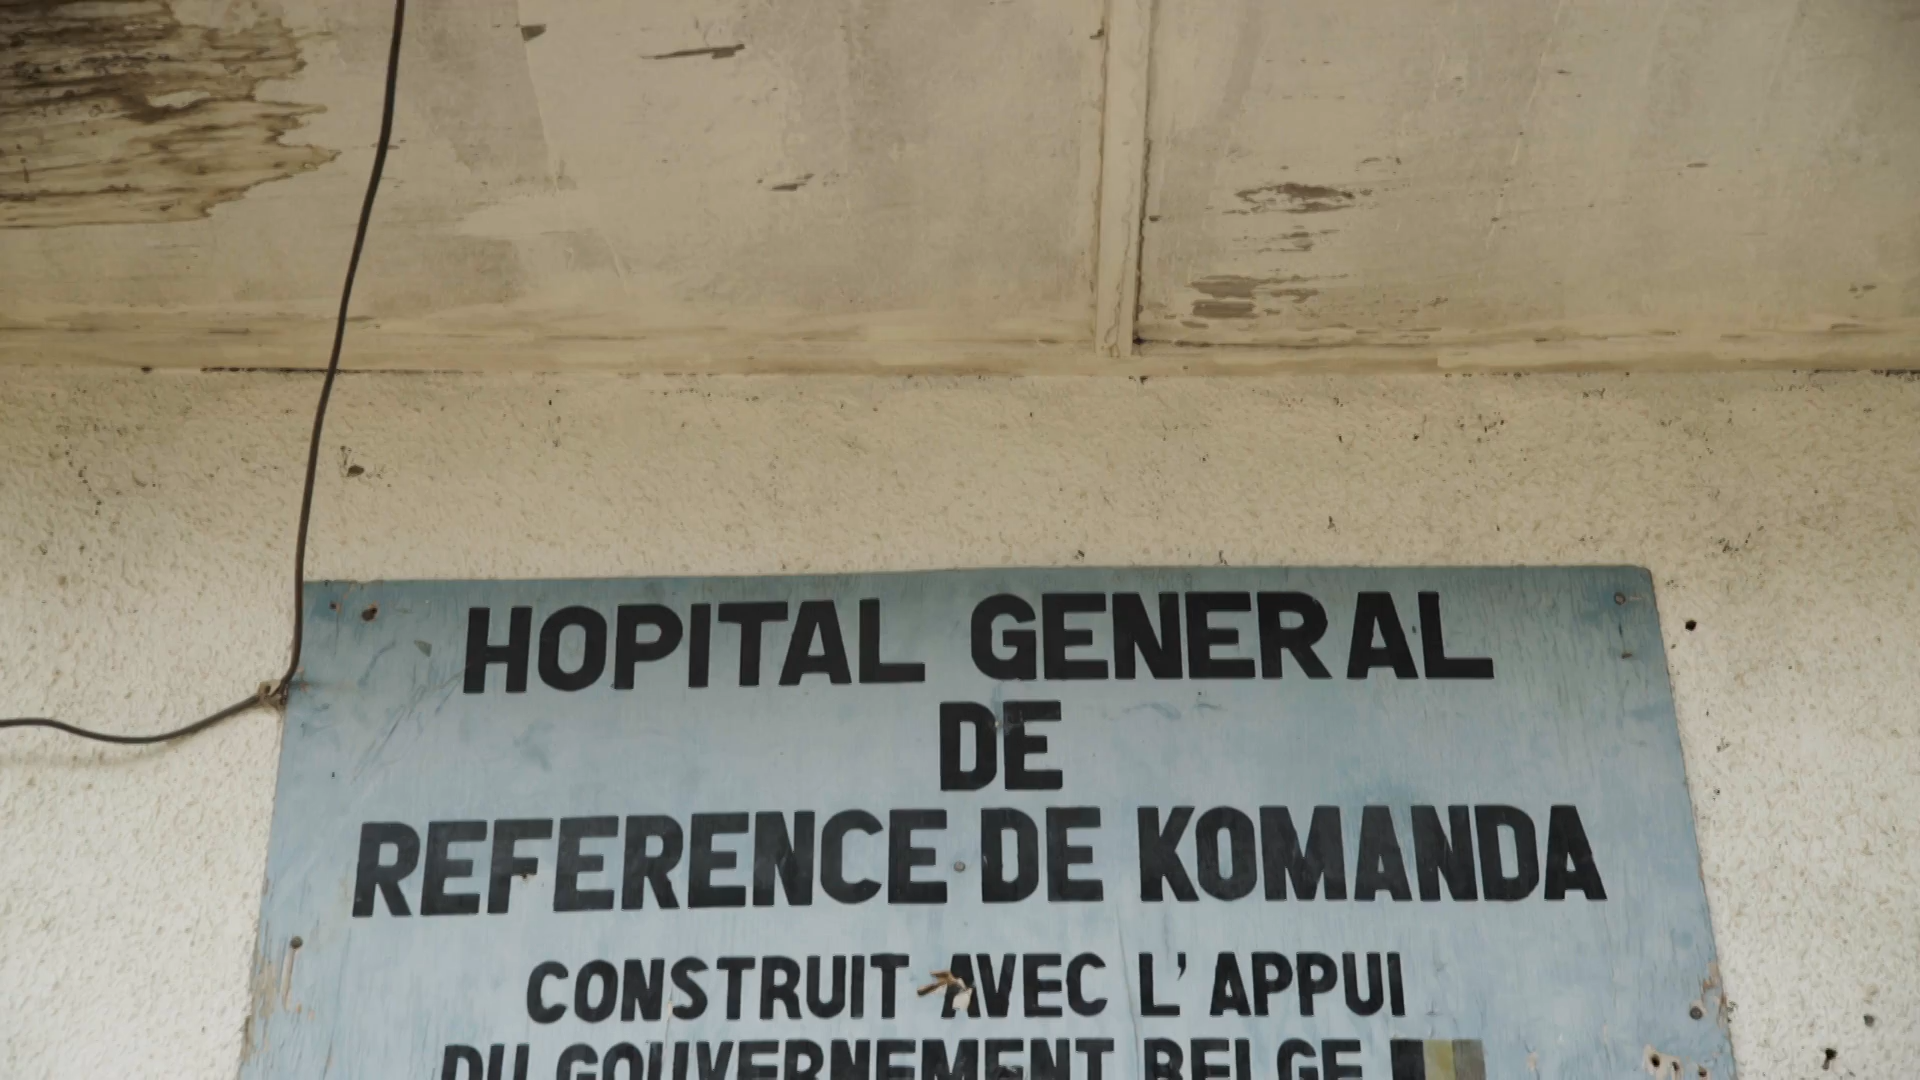 HOPITAL GENERAL
DE
REFERENCE DE KOMANDA
CONSTRUIT AVEC L'APPUI
DU GOUVERNEMENT BELGE